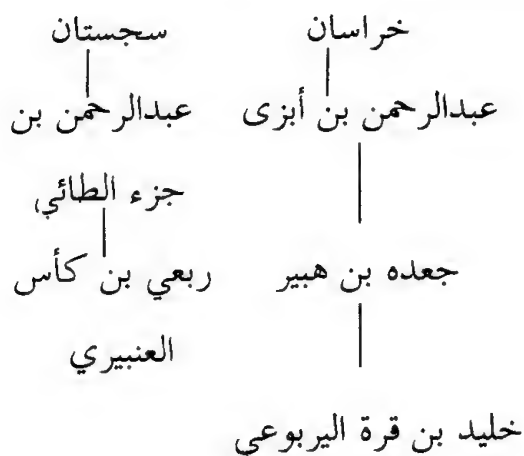 خراسان
سجستان
عبدالرحمن بن أبزى
عبدالرحمن بن
جزء الطائي
جعده بن هبير
ربعي بن كأس
العنبيري
خليد بن قرة اليربوعي